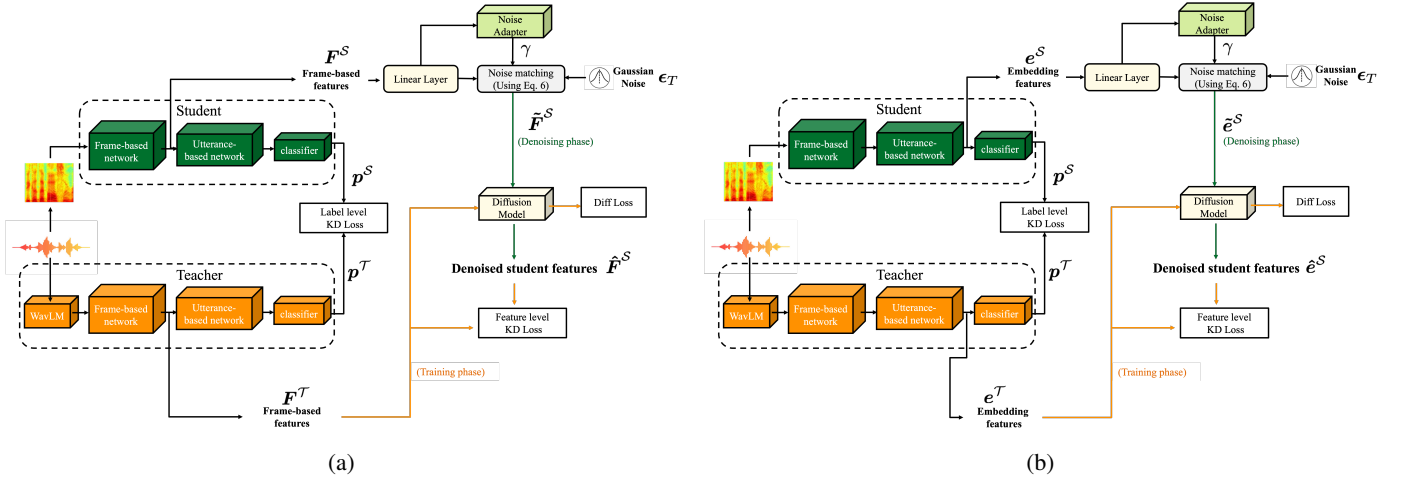 Noise
Adapter
γ
F^S
Frame-based
features
Linear Layer
Noise matching
(Using Eq. 6)
Gaussian
Noise
ϵ_T
F̃^S
(Denoising phase)
Student
Frame-based
network
Utterance-
based network
classifier
p^S
Label level
KD Loss
Diffusion
Model
Diff Loss
Denoised student features F̂^S
Teacher
p^T
WavLM
Frame-based
network
Utterance-
based network
classifier
Feature level
KD Loss
(Training phase)
F^T
Frame-based
features
(a)
Noise
Adapter
γ
e^S
Embedding
features
Linear Layer
Noise matching
(Using Eq. 6)
Gaussian
Noise
ϵ_T
ẽ^S
(Denoising phase)
Student
Frame-based
network
Utterance-
based network
classifier
p^S
Label level
KD Loss
Diffusion
Model
Diff Loss
Denoised student features ê^S
Teacher
p^T
WavLM
Frame-based
network
Utterance-
based network
classifier
Feature level
KD Loss
(Training phase)
e^T
Embedding
features
(b)